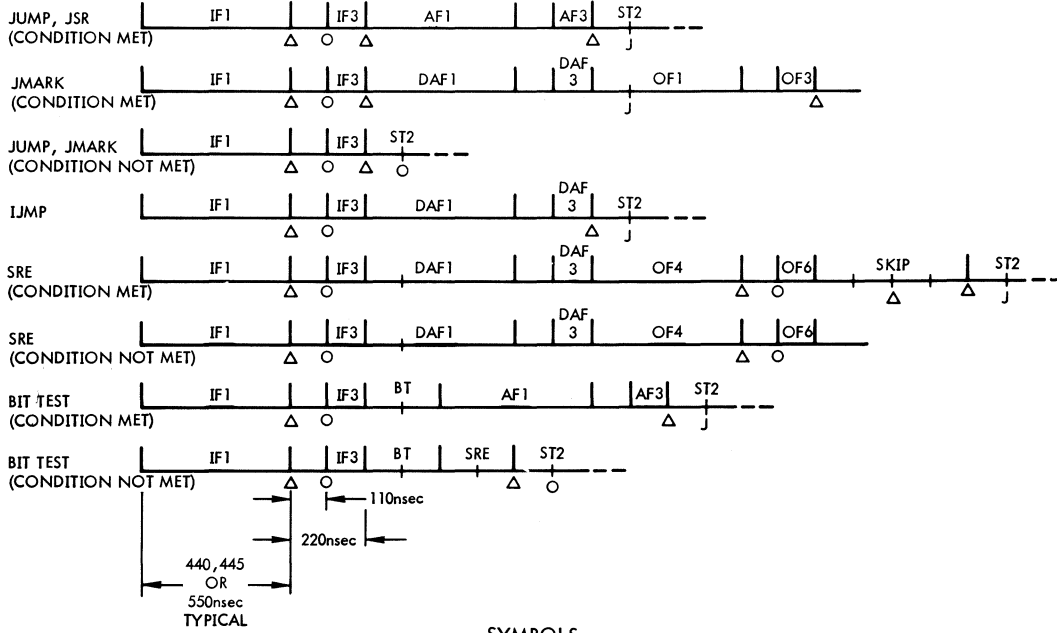 JUMP, JSR
(CONDITION MET)
IF1 IF3 AF1 AF3 ST2
J
JMARK
(CONDITION MET)
IF1 IF3 DAF1 DAF 3 OF1 OF3
J
JUMP, JMARK
(CONDITION NOT MET)
IF1 IF3 ST2
IJMP
IF1 IF3 DAF1 DAF 3 ST2
J
SRE
(CONDITION MET)
IF1 IF3 DAF1 DAF 3 OF4 OF6 SKIP ST2
J
SRE
(CONDITION NOT MET)
IF1 IF3 DAF1 DAF 3 OF4 OF6
BIT TEST
(CONDITION MET)
IF1 IF3 BT AF1 AF3 ST2
J
BIT TEST
(CONDITION NOT MET)
IF1 IF3 BT SRE ST2
110nsec
220nsec
440,445
OR
550nsec
TYPICAL
SYMBOLS